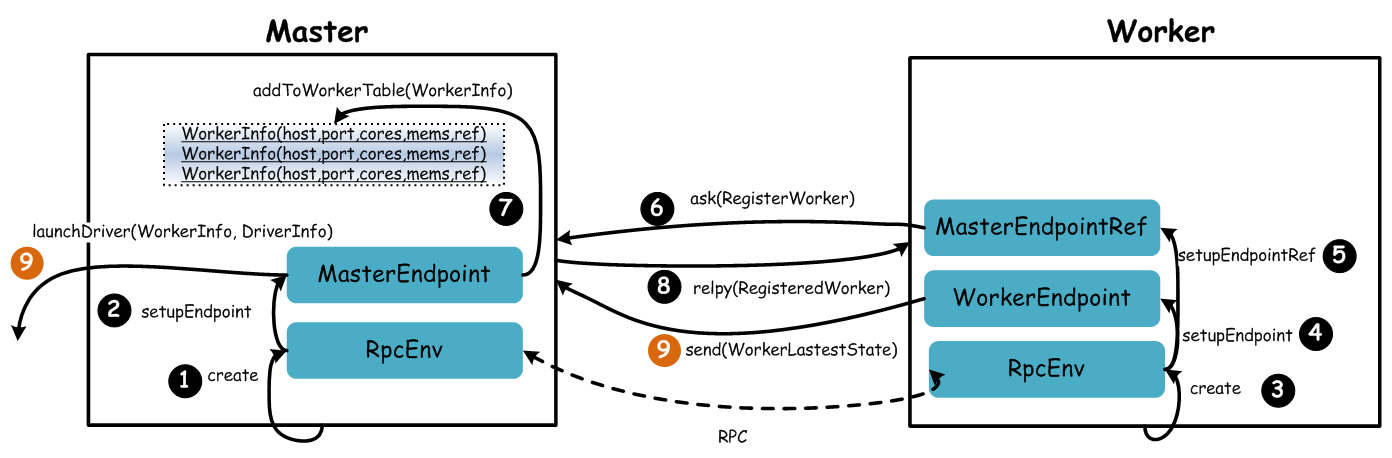 Master
Worker
addToWorkerTable(WorkerInfo)
WorkerInfo(host,port,cores,mems,ref)
WorkerInfo(host,port,cores,mems,ref)
WorkerInfo(host,port,cores,mems,ref)
7
6
ask(RegisterWorker)
MasterEndpointRef
launchDriver(WorkerInfo, DriverInfo)
9
MasterEndpoint
setupEndpointRef
5
8
relpy(RegisteredWorker)
WorkerEndpoint
2
setupEndpoint
setupEndpoint
4
RpcEnv
9
send(WorkerLastestState)
RpcEnv
1
create
create
3
RPC